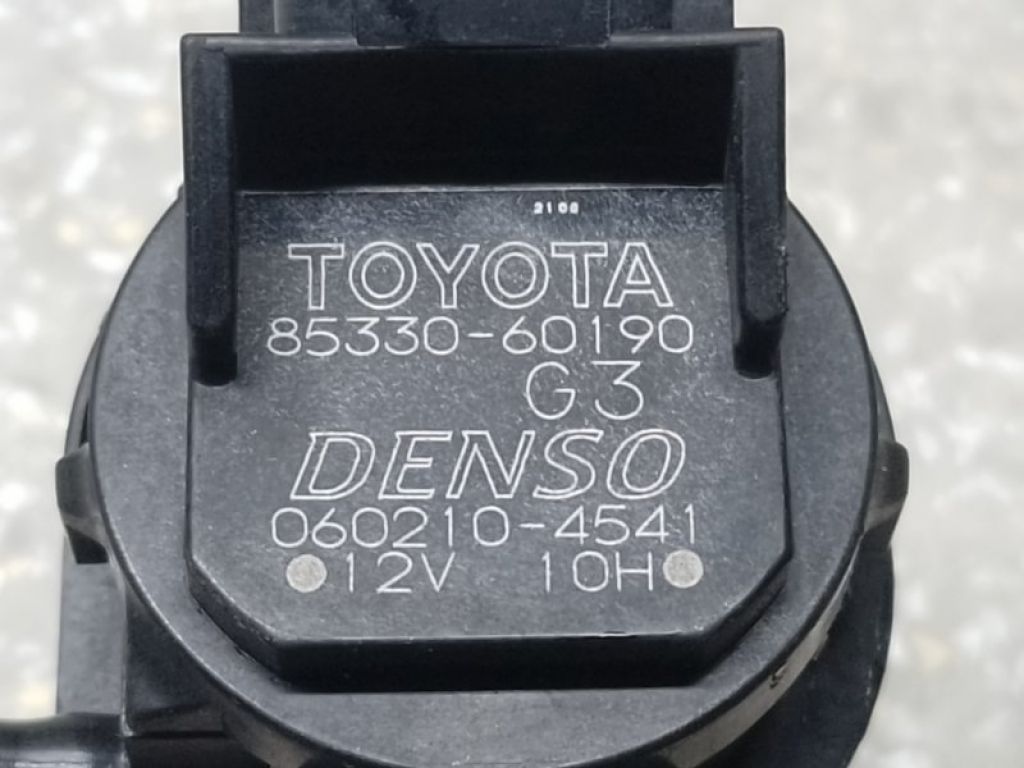 2108
TOYOTA
85330-60190
G3
DENSO
060210-4541
12V 10H